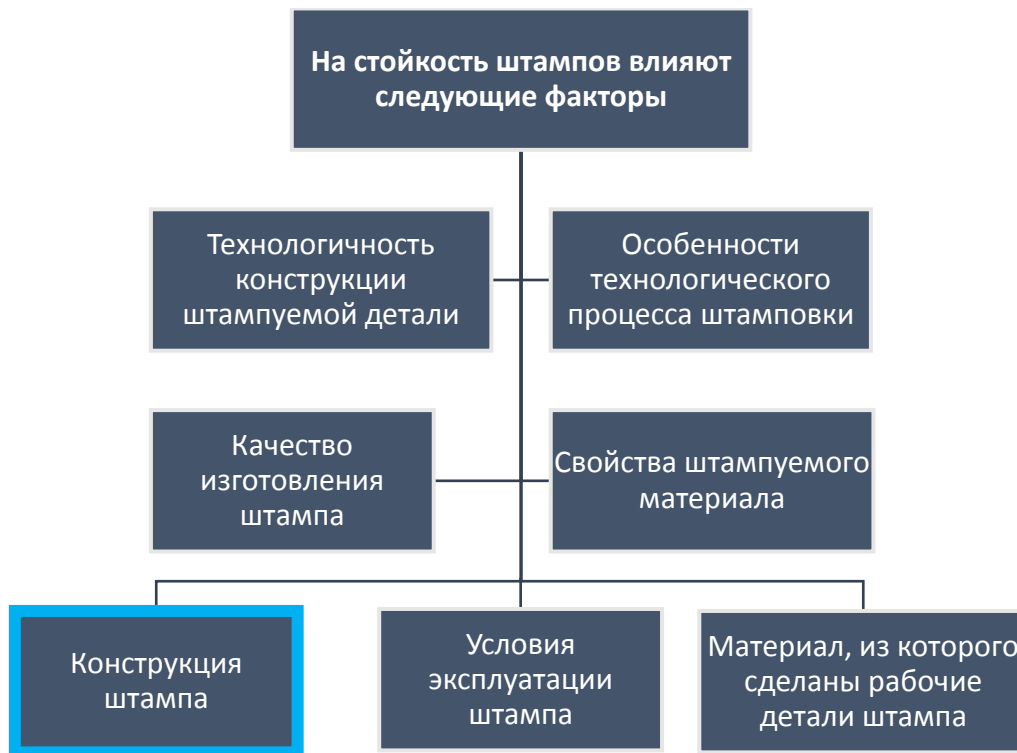 На стойкость штампов влияют
следующие факторы
Технологичность
конструкции
штампуемой детали
Особенности
технологического
процесса штамповки
Качество
изготовления
штампа
Свойства штампуемого
материала
Конструкция
штампа
Условия
эксплуатации
штампа
Материал, из которого
сделаны рабочие
детали штампа